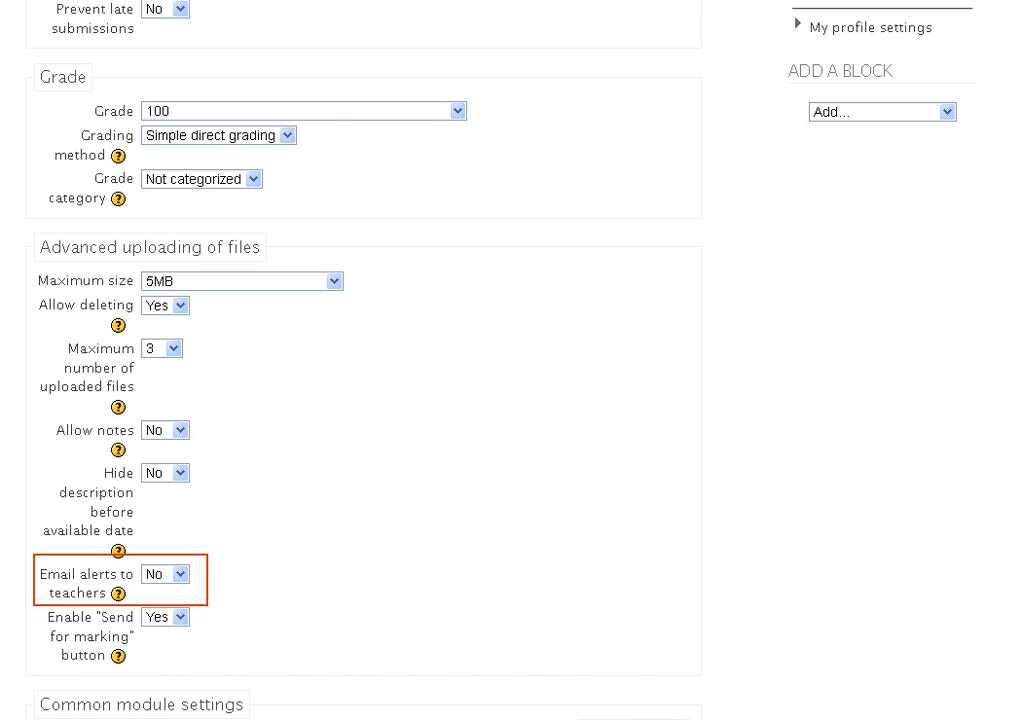 Prevent late No
submissions
My profile settings
ADD A BLOCK
Add...
Grade
Grade 100
Grading Simple direct grading
method ?
Grade Not categorized
category ?
Advanced uploading of files
Maximum size 5MB
Allow deleting Yes
?
Maximum 3
number of
uploaded files
?
Allow notes No
?
Hide No
description
before
available date
?
Email alerts to No
teachers ?
Enable "Send Yes
for marking"
button ?
Common module settings